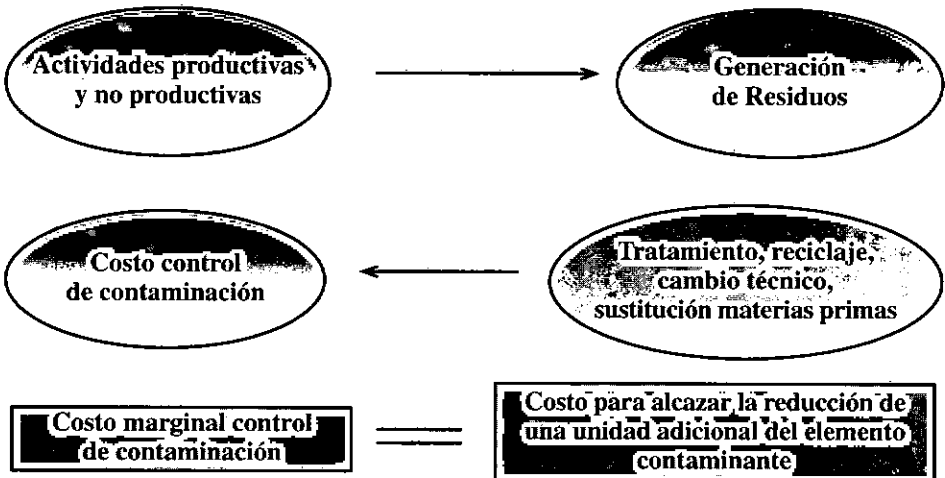 Actividades productivas
y no productivas
Generación
de Residuos
Costo control
de contaminación
Tratamiento, reciclaje,
cambio técnico,
sustitución materias primas
Costo marginal control
de contaminación
Costo para alcazar la reducción de
una unidad adicional del elemento
contaminante